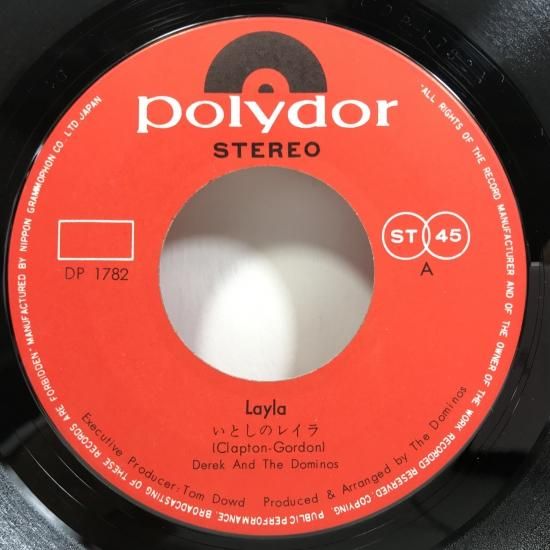 polydor
STEREO
DP 1782
ST 45
A
Layla
いとしのレイラ
(Clapton-Gordon)
Derek And The Dominos
Executive Producer: Tom Dowd Produced & Arranged by The Dominos
"ALL RIGHTS OF THE RECORD MANUFACTURER AND OF THE OWNER OF THE WORK RECORDED RESERVED. COPYING, PUBLIC PERFORMANCE, BROADCASTING OF THESE RECORDS ARE FORBIDDEN - MANUFACTURED BY NIPPON GRAMMOPHON CO. LTD. JAPAN